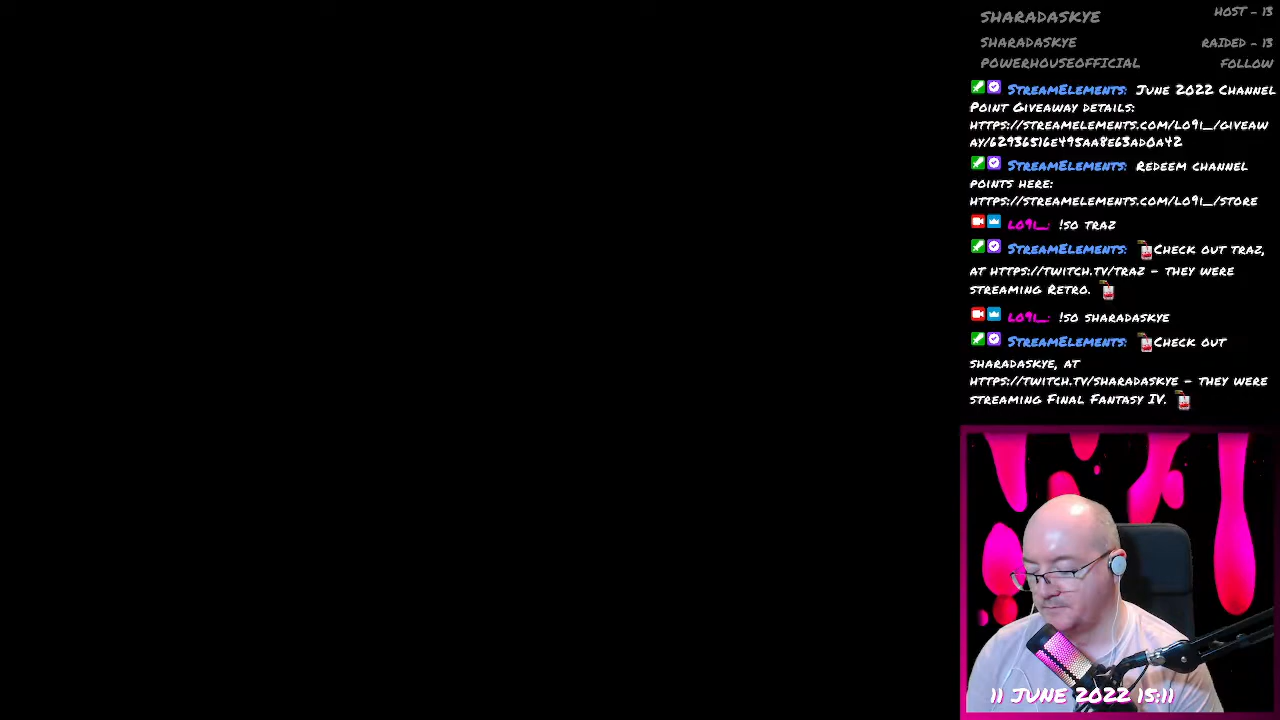 SHARADASKYE HOST - 13
SHARADASKYE RAIDED - 13
POWERHOUSEOFFICIAL FOLLOW
StreamElements: June 2022 Channel
Point Giveaway details:
https://streamelements.com/lo9i_/giveaw
ay/62936516e495aa8e63ad0a42
StreamElements: Redeem channel
points here:
https://streamelements.com/lo9i_/store
lo9i_: !so traz
StreamElements: Check out traz,
at https://twitch.tv/traz - they were
streaming Retro.
lo9i_: !so sharadaskye
StreamElements: Check out
sharadaskye, at
https://twitch.tv/sharadaskye - they were
streaming Final Fantasy IV.
11 JUNE 2022 15:11